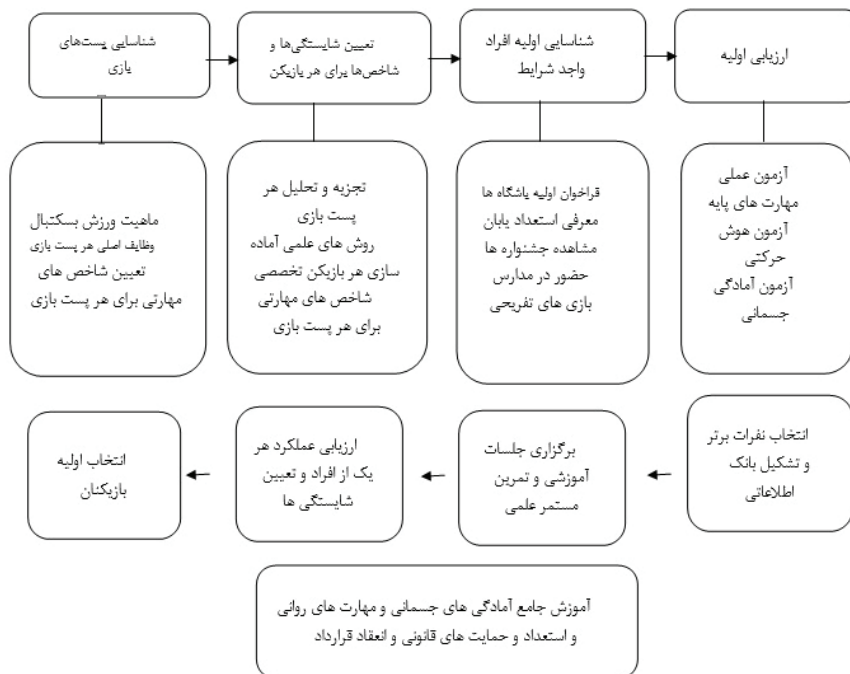 شناسایی پست‌های
بازی
تعیین شایستگی‌ها و
شاخص‌ها برای هر بازیکن
شناسایی اولیه افراد
واجد شرایط
ارزیابی اولیه
ماهیت ورزش بسکتبال
وظایف اصلی هر پست بازی
تعیین شاخص های
مهارتی برای هر پست بازی
تجزیه و تحلیل هر
پست بازی
روش های علمی آماده
سازی هر بازیکن تخصصی
شاخص های مهارتی
برای هر پست بازی
قراخوان اولیه باشگاه ها
معرفی استعداد یابان
مشاهده جشنواره ها
حضور در مدارس
بازی های تفریحی
آزمون عملی
مهارت های پایه
آزمون هوش
حرکتی
آزمون آمادگی
جسمانی
انتخاب نفرات برتر
و تشکیل بانک
اطلاعاتی
برگزاری جلسات
آموزشی و تمرین
مستمر علمی
ارزیابی عملکرد هر
یک از افراد و تعیین
شایستگی ها
انتخاب اولیه
بازیکنان
آموزش جامع آمادگی های جسمانی و مهارت های روانی
و استعداد و حمایت های قانونی و انعقاد قرارداد